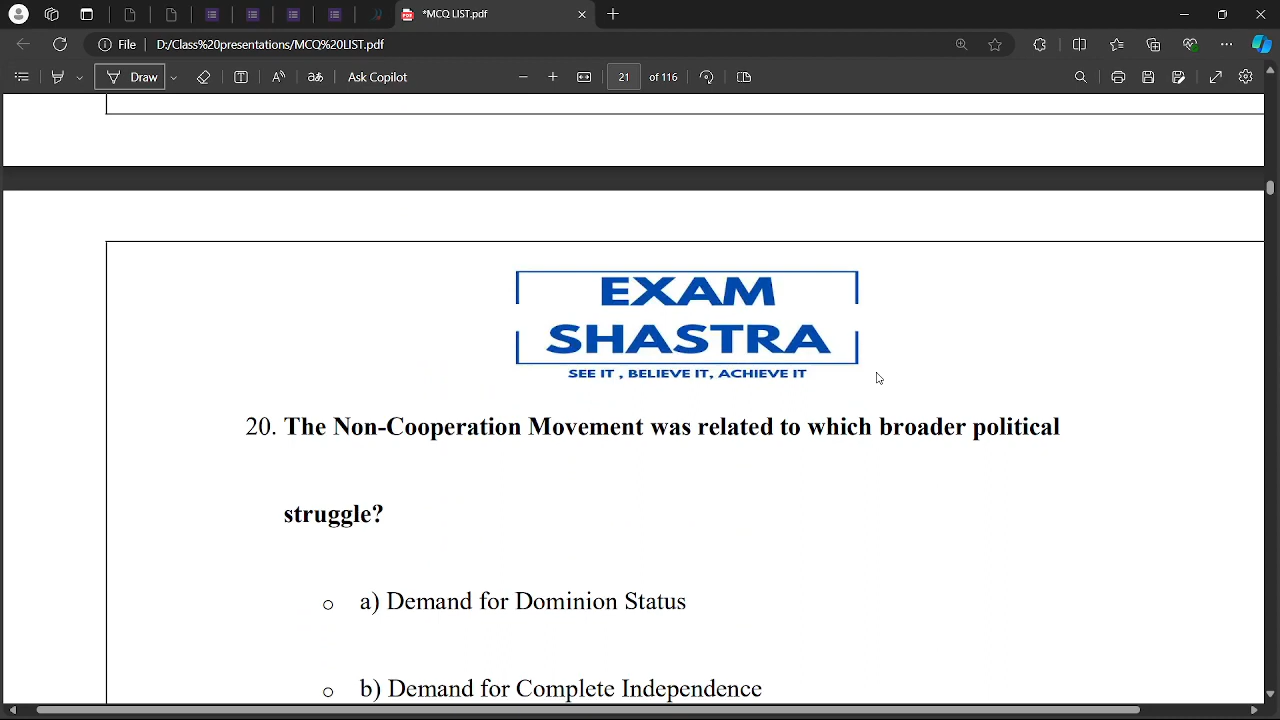 *MCQ LIST.pdf
File
D:/Class%20presentations/MCQ%20LIST.pdf
Draw
Ask Copilot
21
of 116
EXAM
SHASTRA
SEE IT , BELIEVE IT, ACHIEVE IT
20. The Non-Cooperation Movement was related to which broader political
struggle?
a) Demand for Dominion Status
b) Demand for Complete Independence